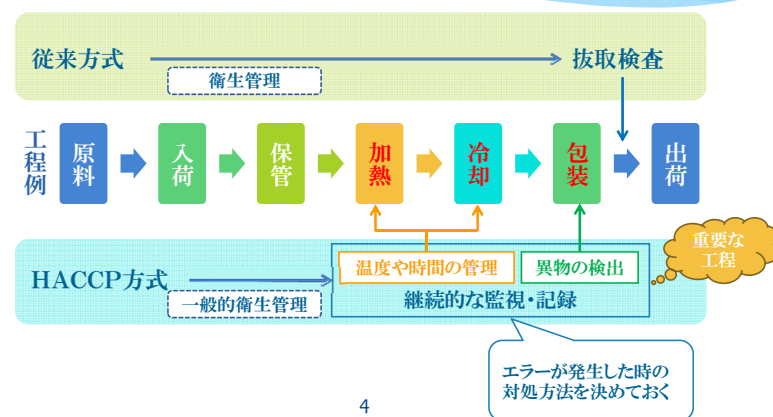 従来方式
衛生管理
抜取検査
工程例
原料
入荷
保管
加熱
冷却
包装
出荷
HACCP方式
一般的衛生管理
温度や時間の管理
異物の検出
継続的な監視・記録
重要な
工程
エラーが発生した時の
対処方法を決めておく
4